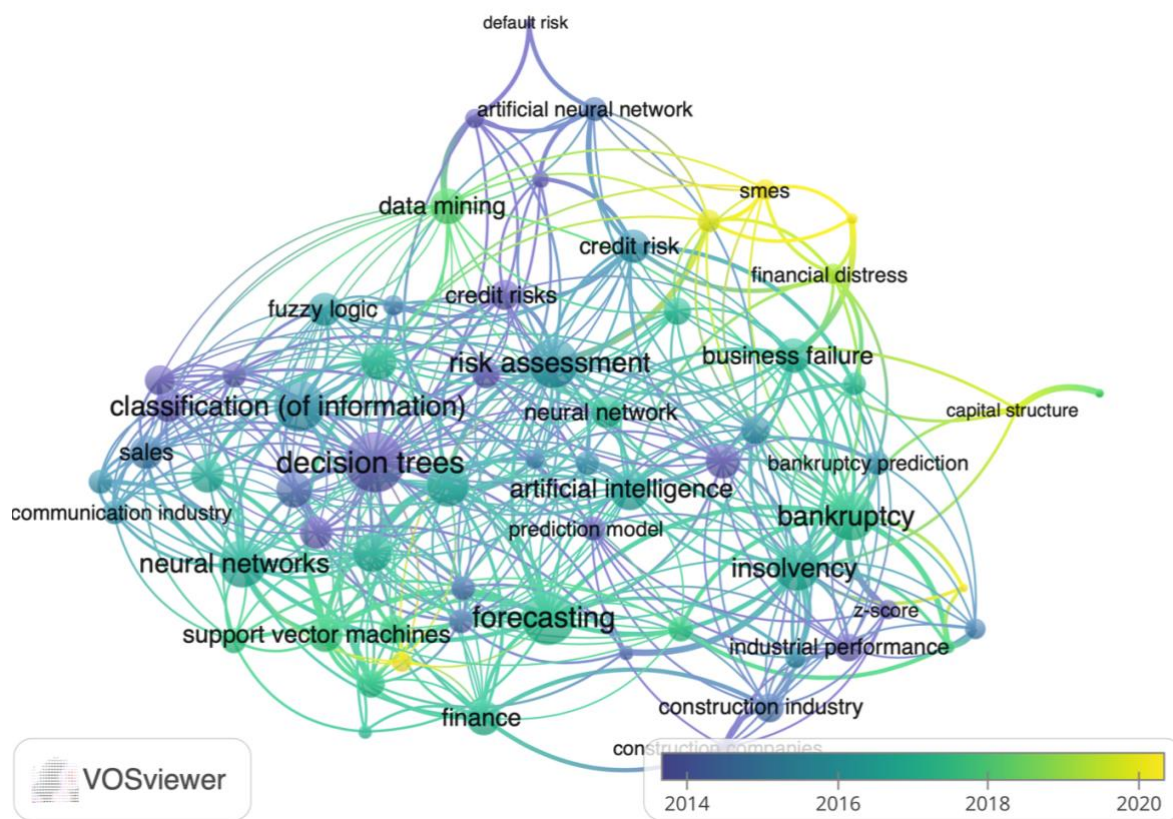 default risk
artificial neural network
smes
data mining
credit risk
financial distress
credit risks
fuzzy logic
business failure
risk assessment
classification (of information)
neural network
capital structure
sales
decision trees
bankruptcy prediction
artificial intelligence
communication industry
bankruptcy
prediction model
neural networks
insolvency
z-score
forecasting
support vector machines
industrial performance
construction industry
finance
construction companies
VOSviewer
2014 2016 2018 2020